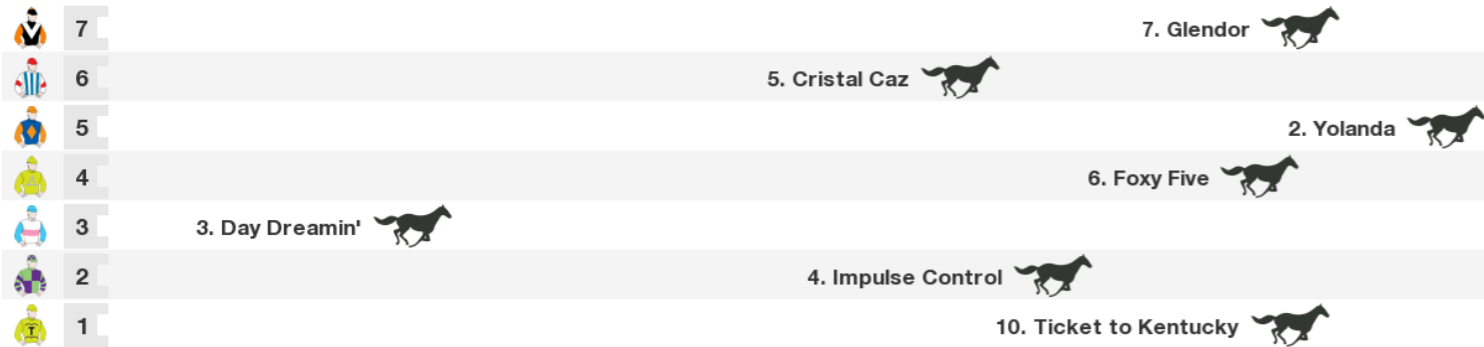 7 7. Glendor
6 5. Cristal Caz
5 2. Yolanda
4 6. Foxy Five
3 3. Day Dreamin'
2 4. Impulse Control
1 10. Ticket to Kentucky
T